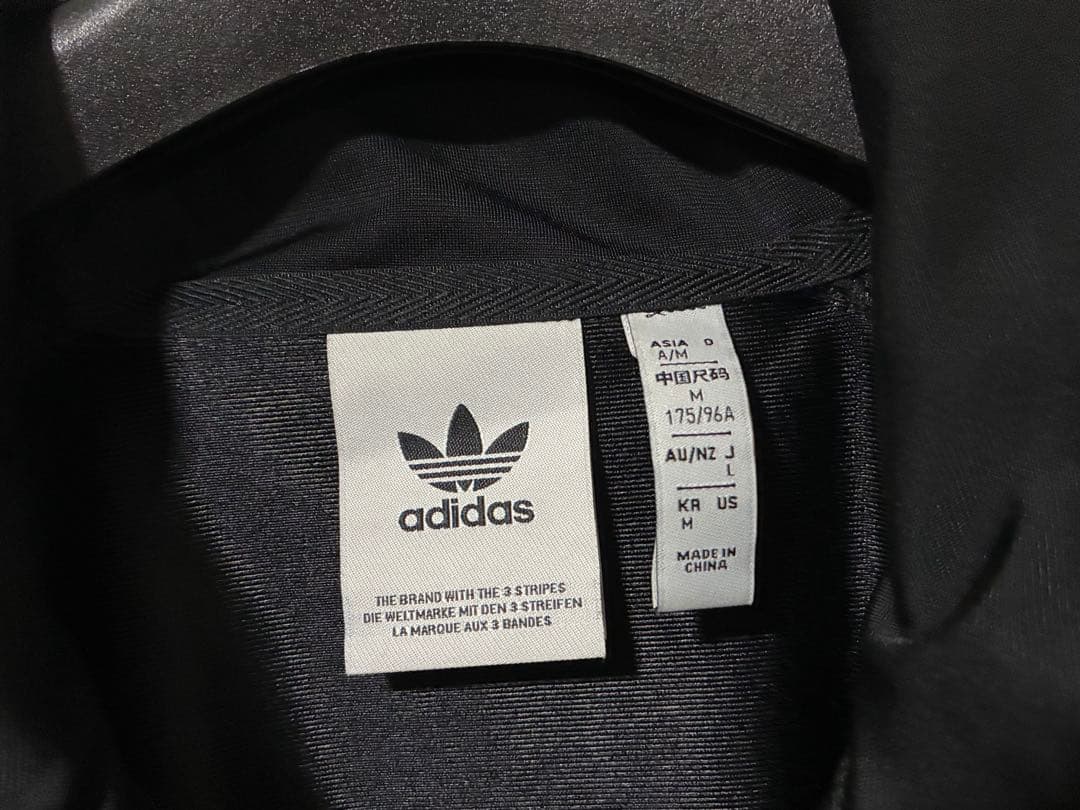 adidas
THE BRAND WITH THE 3 STRIPES
DIE WELTMARKE MIT DEN 3 STREIFEN
LA MARQUE AUX 3 BANDES
ASIA D
A/M
中国尺码
M
175/96A
AU/NZ J
L
KR US
M
MADE IN
CHINA